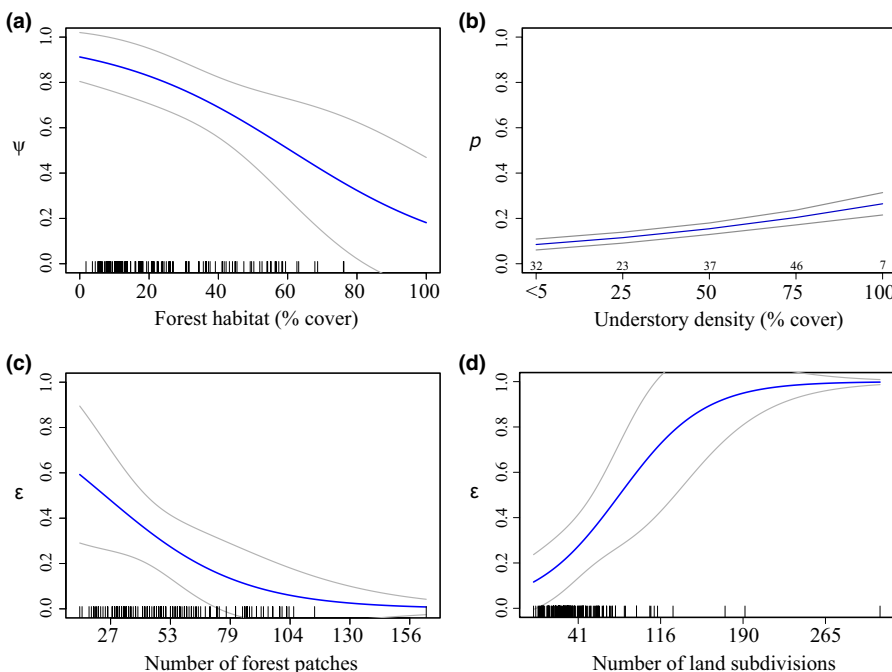 (a)
1.0
0.8
0.6
0.4
0.2
0.0
ψ
0 20 40 60 80 100
Forest habitat (% cover)
(b)
1.0
0.8
0.6
0.4
0.2
0.0
p
32 23 37 46 7
<5 25 50 75 100
Understory density (% cover)
(c)
1.0
0.8
0.6
0.4
0.2
0.0
ε
27 53 79 104 130 156
Number of forest patches
(d)
1.0
0.8
0.6
0.4
0.2
0.0
ε
41 116 190 265
Number of land subdivisions